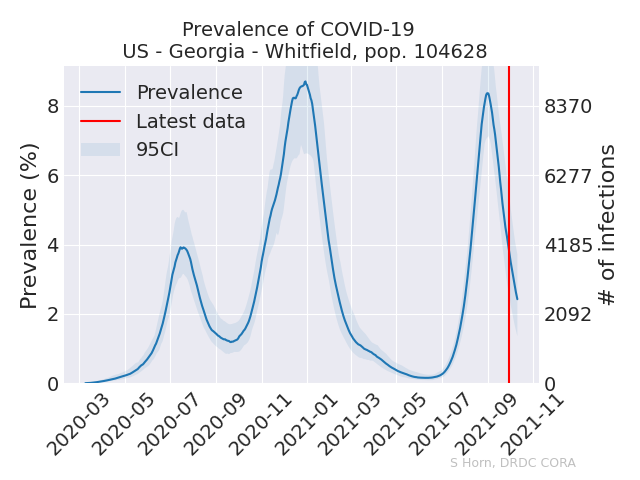 Prevalence of COVID-19
US - Georgia - Whitfield, pop. 104628
Prevalence
Latest data
95CI
Prevalence (%)
8
6
4
2
0
8370
6277
4185
2092
0
# of infections
2020-03
2020-05
2020-07
2020-09
2020-11
2021-01
2021-03
2021-05
2021-07
2021-09
2021-11
S Horn, DRDC CORA